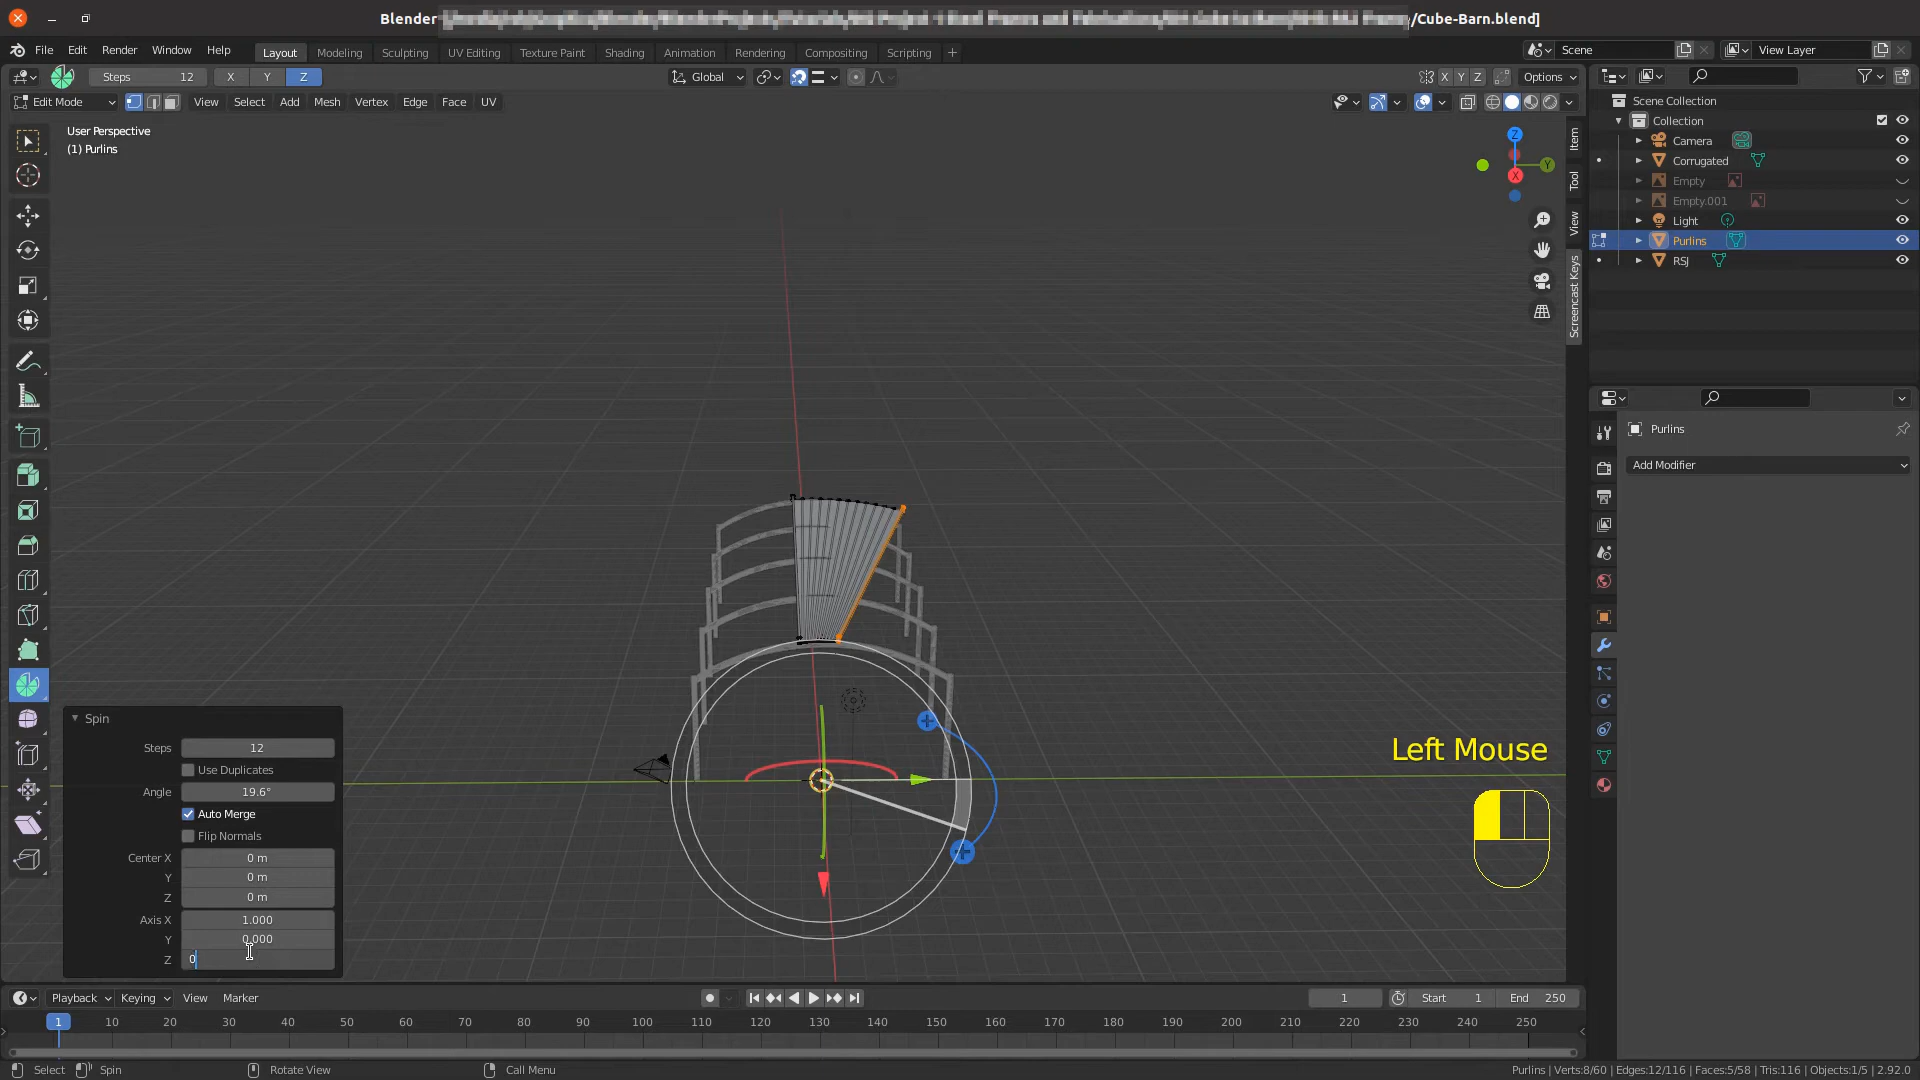 Blender
/Cube-Barn.blend]
File Edit Render Window Help
Layout Modeling Sculpting UV Editing Texture Paint Shading Animation Rendering Compositing Scripting +
Scene
View Layer
Steps 12 X Y Z
Global
X Y Z
Options
Edit Mode
View Select Add Mesh Vertex Edge Face UV
User Perspective
(1) Purlins
Z
Y
X
Item
Tool
View
Screencast Keys
Scene Collection
Collection
Camera
Corrugated
Empty
Empty.001
Light
Purlins
RSJ
Purlins
Add Modifier
Left Mouse
Spin
Steps 12
Use Duplicates
Angle 19.6°
Auto Merge
Flip Normals
Center X 0 m
Y 0 m
Z 0 m
Axis X 1.000
Y 0.000
Z 0
Playback Keying View Marker
1
Start 1
End 250
1 10 20 30 40 50 60 70 80 90 100 110 120 130 140 150 160 170 180 190 200 210 220 230 240 250
Select Spin Rotate View Call Menu
Purlins | Verts:8/60 | Edges:12/116 | Faces:5/58 | Tris:116 | Objects:1/5 | 2.92.0